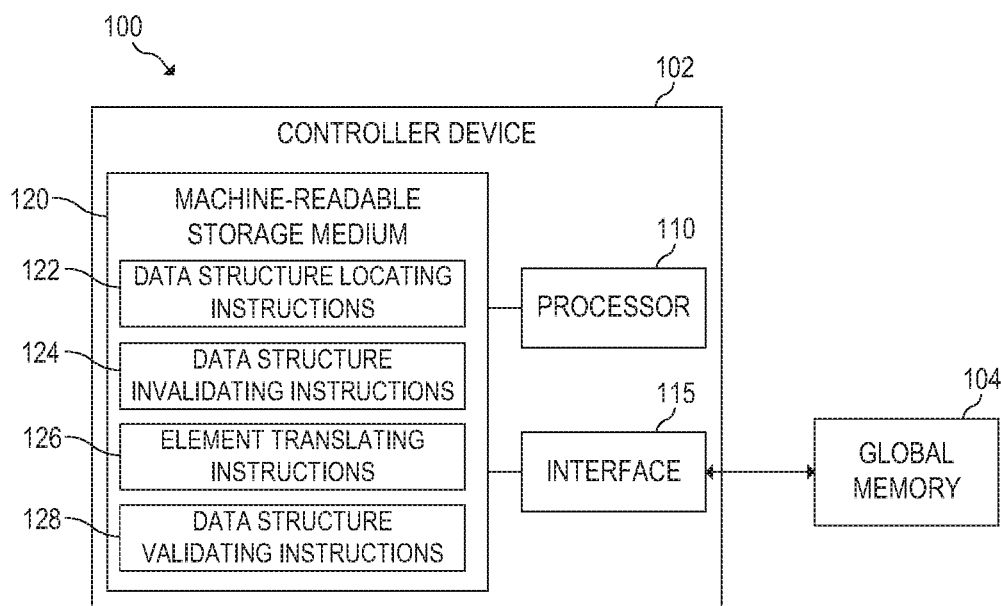 100
102
CONTROLLER DEVICE
120
MACHINE-READABLE
STORAGE MEDIUM
110
122
DATA STRUCTURE LOCATING
INSTRUCTIONS
PROCESSOR
124
DATA STRUCTURE
INVALIDATING INSTRUCTIONS
115
104
126
ELEMENT TRANSLATING
INSTRUCTIONS
INTERFACE
GLOBAL
MEMORY
128
DATA STRUCTURE
VALIDATING INSTRUCTIONS